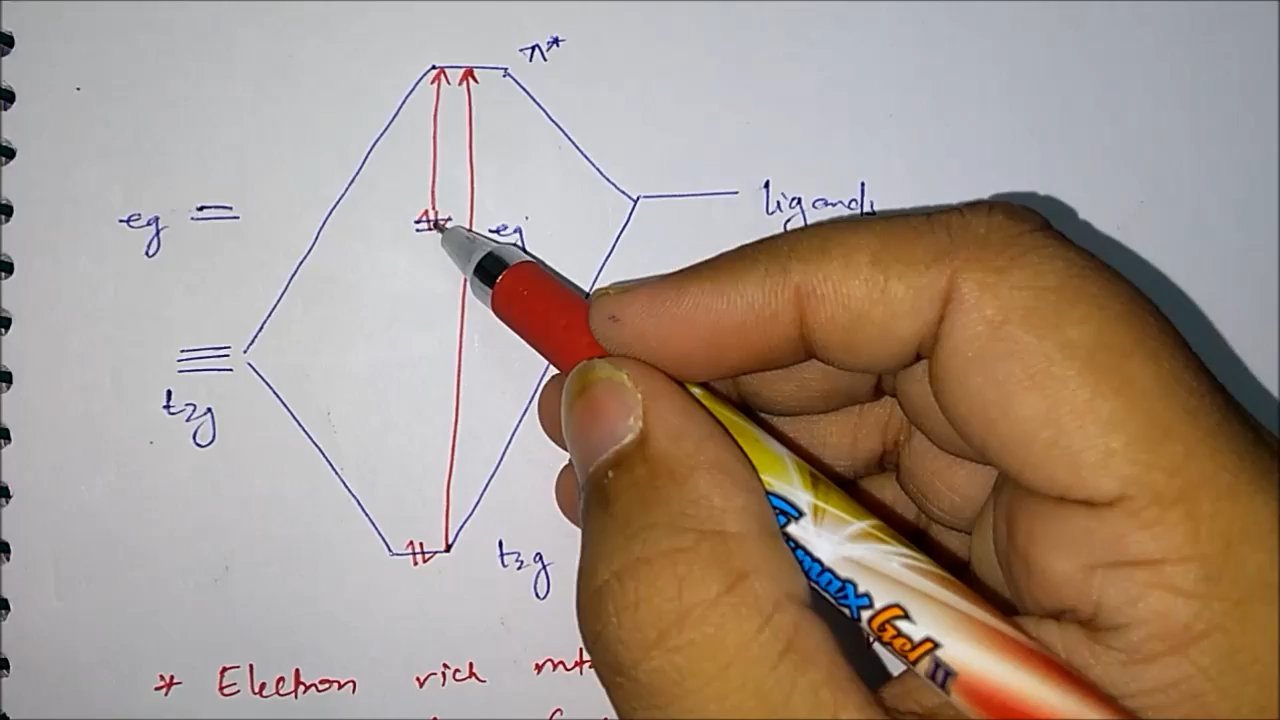 π*
eg
ligands
eg
t2g
t2g
* Electron rich
Gel II